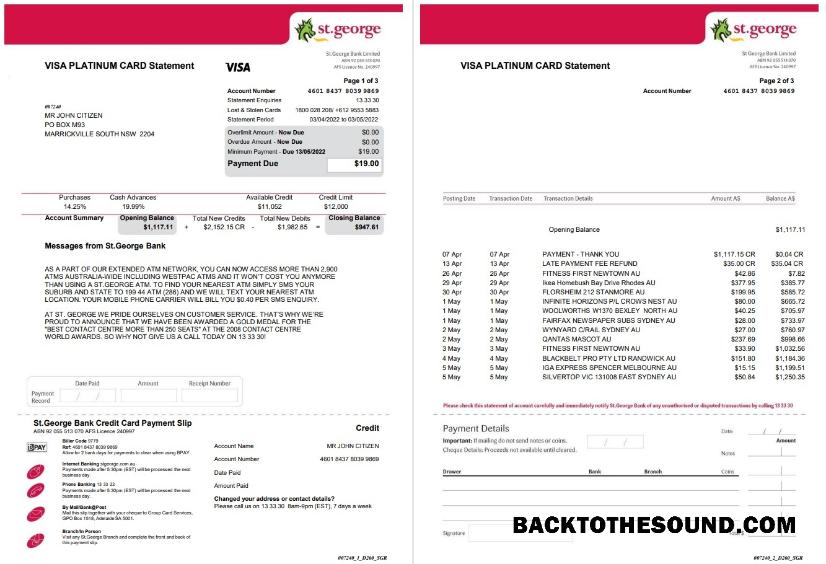 st.george
St.George Bank Limited
ABN 92 055 513 070
AFS Licence No. 240997
VISA PLATINUM CARD Statement
VISA
Page 1 of 3
Account Number 4601 8437 8039 9869
Statement Enquiries 13 33 30
Lost & Stolen Cards 1800 028 208/ +612 9553 5883
Statement Period 03/04/2022 to 03/05/2022
#07240
MR JOHN CITIZEN
PO BOX M93
MARRICKVILLE SOUTH NSW 2204
Overlimit Amount - Now Due $0.00
Overdue Amount - Now Due $0.00
Minimum Payment - Due 13/05/2022 $19.00
Payment Due $19.00
Purchases Cash Advances Available Credit Credit Limit
14.25% 19.99% $11,052 $12,000
Account Summary Opening Balance Total New Credits Total New Debits Closing Balance
$1,117.11 + $2,152.15 CR - $1,982.65 = $947.61
Messages from St.George Bank
AS A PART OF OUR EXTENDED ATM NETWORK, YOU CAN NOW ACCESS MORE THAN 2,900
ATMS AUSTRALIA-WIDE INCLUDING WESTPAC ATMS AND IT WON'T COST YOU ANYMORE
THAN USING A ST.GEORGE ATM. TO FIND YOUR NEAREST ATM SIMPLY SMS YOUR
SUBURB AND STATE TO 199 44 ATM (286) AND WE WILL TEXT YOUR NEAREST ATM
LOCATION. YOUR MOBILE PHONE CARRIER WILL BILL YOU $0.40 PER SMS ENQUIRY.
AT ST. GEORGE WE PRIDE OURSELVES ON CUSTOMER SERVICE. THAT'S WHY WE'RE
PROUD TO ANNOUNCE THAT WE HAVE BEEN AWARDED A GOLD MEDAL FOR THE
"BEST CONTACT CENTRE MORE THAN 250 SEATS" AT THE 2008 CONTACT CENTRE
WORLD AWARDS. SO WHY NOT GIVE US A CALL TODAY ON 13 33 30!
Payment Record
Date Paid Amount Receipt Number
/ /
St.George Bank Credit Card Payment Slip
ABN 92 055 513 070 AFS Licence 240997
Credit
BPAY
Biller Code 9779
Ref: 4601 8437 8039 9869
Allow for 2 bank days for payments to clear when using BPAY.
Internet Banking stgeorge.com.au
Payments made after 5:30pm (EST) will be processed the next
business day.
Phone Banking 13 33 22
Payments made after 5:30pm (EST) will be processed the next
business day.
By Mail/Bank@Post
Mail this slip together with your cheque to Group Card Services,
GPO Box 1018, Adelaide SA 5001.
Branch/In Person
Visit any St.George Branch and complete the front and back of
this payment slip.
Account Name MR JOHN CITIZEN
Account Number 4601 8437 8039 9869
Date Paid
Amount Paid
Changed your address or contact details?
Please call us on 13 33 30 8am-9pm (EST), 7 days a week
#07240_1_D260_SGR
st.george
St.George Bank Limited
ABN 92 055 513 070
AFS Licence No. 240997
VISA PLATINUM CARD Statement
Page 2 of 3
Account Number 4601 8437 8039 9869
Posting Date Transaction Date Transaction Details Amount A$ Balance A$
Opening Balance $1,117.11
07 Apr 07 Apr PAYMENT - THANK YOU $1,117.15 CR $0.04 CR
13 Apr 13 Apr LATE PAYMENT FEE REFUND $35.00 CR $35.04 CR
26 Apr 26 Apr FITNESS FIRST NEWTOWN AU $42.86 $7.82
29 Apr 29 Apr Ikea Homebush Bay Drive Rhodes AU $377.95 $385.77
30 Apr 30 Apr FLORSHEIM 212 STANMORE AU $199.95 $585.72
1 May 1 May INFINITE HORIZONS P/L CROWS NEST AU $80.00 $665.72
1 May 1 May WOOLWORTHS W1370 BEXLEY NORTH AU $40.25 $705.97
1 May 1 May FAIRFAX NEWSPAPER SUBS SYDNEY AU $28.00 $733.97
2 May 2 May WYNYARD C/RAIL SYDNEY AU $27.00 $760.97
2 May 2 May QANTAS MASCOT AU $237.69 $998.66
3 May 3 May FITNESS FIRST NEWTOWN AU $33.90 $1,032.56
4 May 4 May BLACKBELT PRO PTY LTD RANDWICK AU $151.80 $1,184.36
5 May 5 May IGA EXPRESS SPENCER MELBOURNE AU $15.15 $1,199.51
5 May 5 May SILVERTOP VIC 131008 EAST SYDNEY AU $50.84 $1,250.35
Please check this statement of account carefully and immediately notify St.George Bank of any unauthorised or disputed transactions by calling 13 33 30
Payment Details
Important: If mailing do not send notes or coins.
Cheque Details: Proceeds not available until cleared.
/ /
Date / /
Amount
Notes
Drawer Bank Branch Coins
Signature
BACKTOTHESOUND.COM
#07240_2_D260_SGR